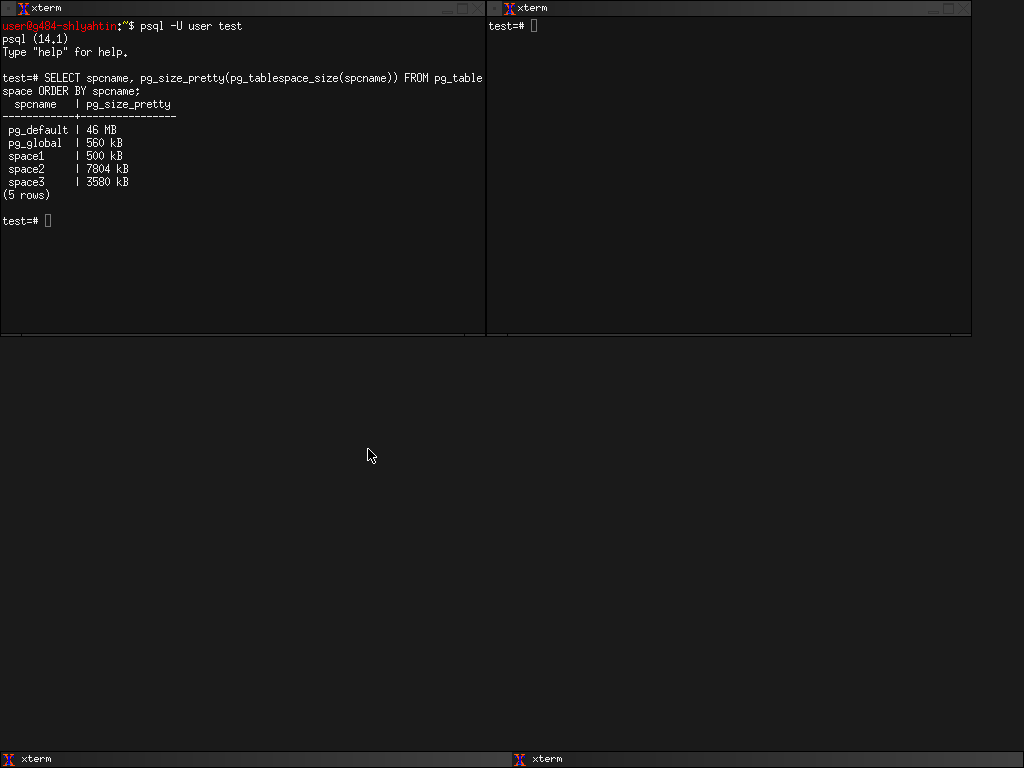 xterm
user@g484-shlyahtin:~$ psql -U user test
psql (14.1)
Type "help" for help.
test=# SELECT spcname, pg_size_pretty(pg_tablespace_size(spcname)) FROM pg_table
space ORDER BY spcname;
  spcname   | pg_size_pretty
------------+----------------
 pg_default | 46 MB
 pg_global  | 560 kB
 space1     | 500 kB
 space2     | 7804 kB
 space3     | 3580 kB
(5 rows)
test=#
xterm
test=#
xterm
xterm